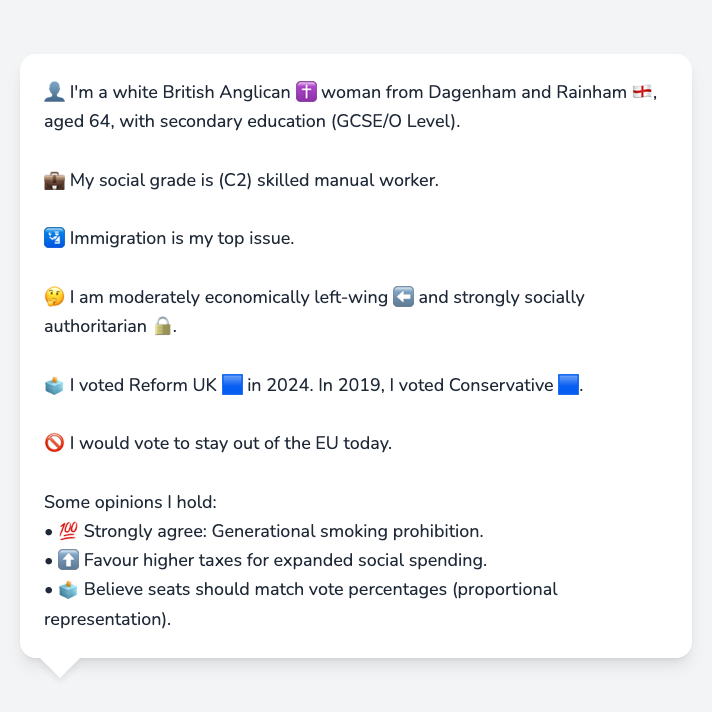 👤 I'm a white British Anglican ✝️ woman from Dagenham and Rainham 🏴󠁧󠁢󠁥󠁮󠁧󠁿,
aged 64, with secondary education (GCSE/O Level).
💼 My social grade is (C2) skilled manual worker.
🛂 Immigration is my top issue.
🤔 I am moderately economically left-wing ⬅️ and strongly socially
authoritarian 🔒.
🗳️ I voted Reform UK 🟦 in 2024. In 2019, I voted Conservative 🟦.
🚫 I would vote to stay out of the EU today.
Some opinions I hold:
• 💯 Strongly agree: Generational smoking prohibition.
• ⬆️ Favour higher taxes for expanded social spending.
• 🗳️ Believe seats should match vote percentages (proportional
representation).